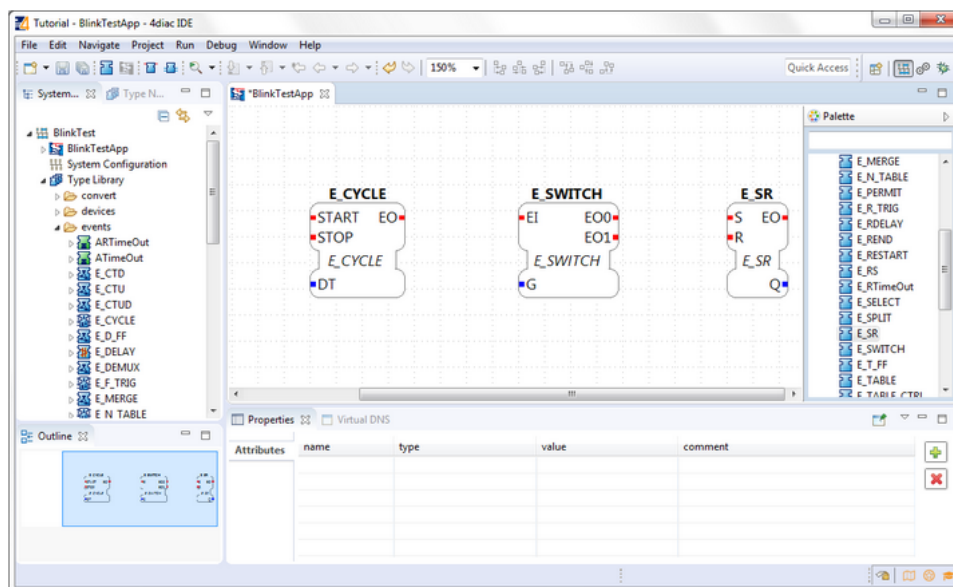 Tutorial - BlinkTestApp - 4diac IDE
File Edit Navigate Project Run Debug Window Help
150%
Quick Access
System...
Type N...
BlinkTest
BlinkTestApp
System Configuration
Type Library
convert
devices
events
ARTimeOut
ATimeOut
E_CTD
E_CTU
E_CTUD
E_CYCLE
E_D_FF
E_DELAY
E_DEMUX
E_F_TRIG
E_MERGE
E_N_TABLE
*BlinkTestApp
E_CYCLE
START EO
STOP
E_CYCLE
DT
E_SWITCH
EI EO0
EO1
E_SWITCH
G
E_SR
S EO
R
E_SR
Q
Palette
E_MERGE
E_N_TABLE
E_PERMIT
E_R_TRIG
E_RDELAY
E_REND
E_RESTART
E_RS
E_RTimeOut
E_SELECT
E_SPLIT
E_SR
E_SWITCH
E_T_FF
E_TABLE
E_TABLE_CTRL
Outline
Properties
Virtual DNS
Attributes
name type value comment